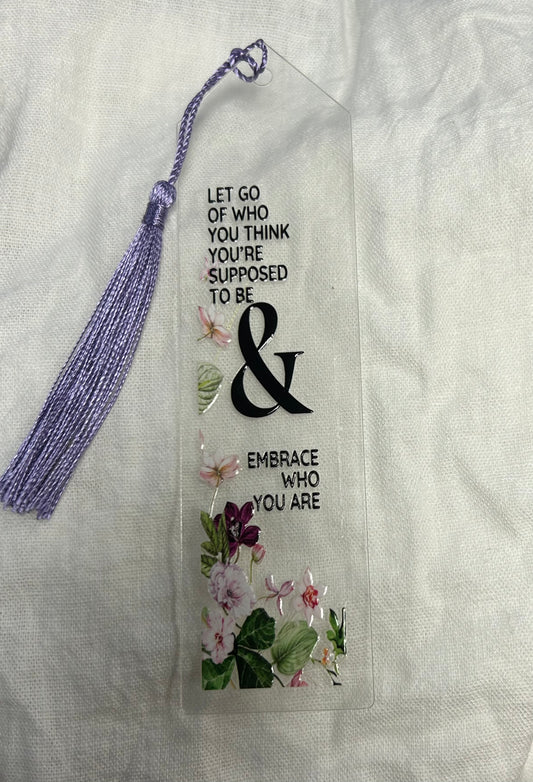 LET GO
OF WHO
YOU THINK
YOU'RE
SUPPOSED
TO BE
&
EMBRACE
WHO
YOU ARE